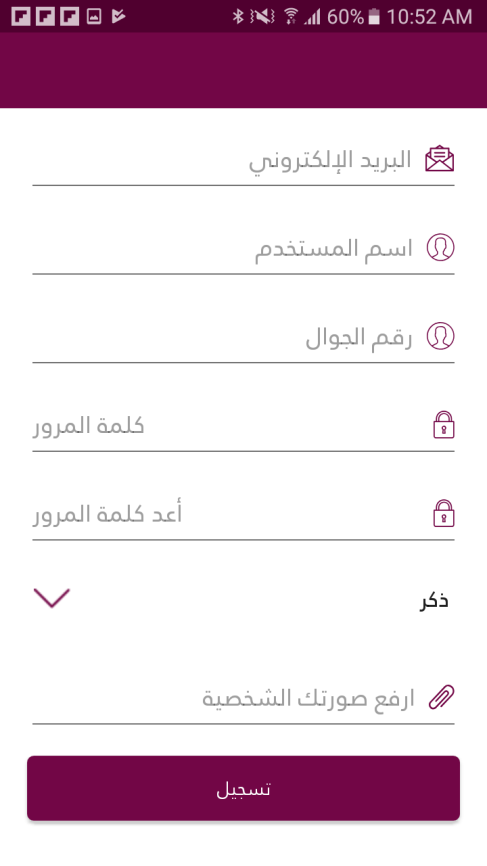 60% 10:52 AM
البريد الإلكتروني
اسم المستخدم
رقم الجوال
كلمة المرور
أعد كلمة المرور
ذكر
ارفع صورتك الشخصية
تسجيل